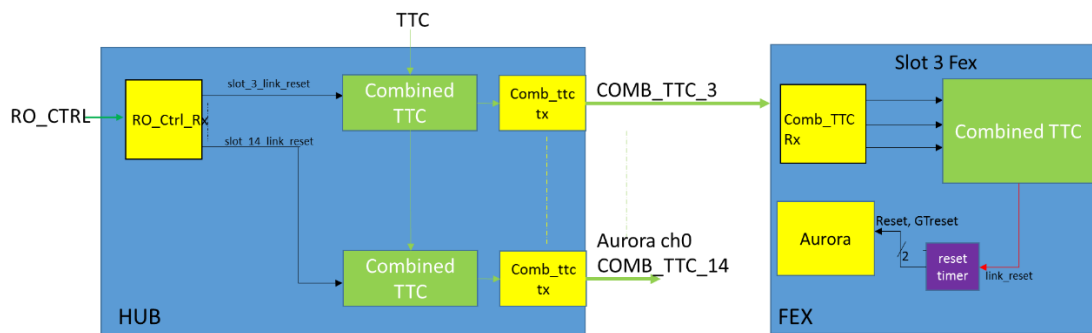 TTC
RO_CTRL
RO_Ctrl_Rx
slot_3_link_reset
slot_14_link_reset
Combined
TTC
Comb_ttc
tx
COMB_TTC_3
Combined
TTC
Comb_ttc
tx
Aurora ch0
COMB_TTC_14
HUB
Slot 3 Fex
Comb_TTC
Rx
Combined TTC
Aurora
Reset, GTreset
2
reset
timer
link_reset
FEX